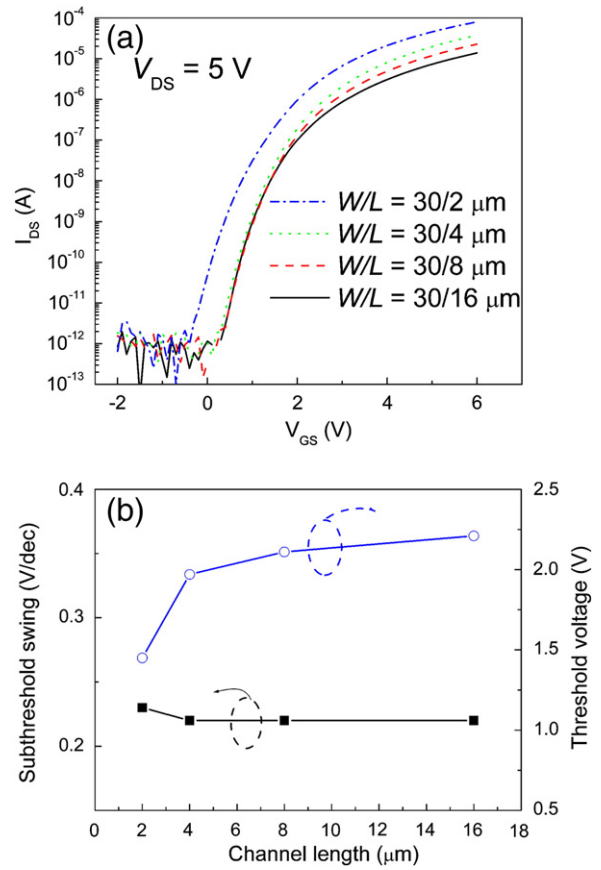 (a)
V_DS = 5 V
10^-4
10^-5
10^-6
10^-7
10^-8
10^-9
10^-10
10^-11
10^-12
10^-13
I_DS (A)
W/L = 30/2 μm
W/L = 30/4 μm
W/L = 30/8 μm
W/L = 30/16 μm
-2 0 2 4 6
V_GS (V)
(b)
0.4
0.3
0.2
Subthreshold swing (V/dec)
2.5
2.0
1.5
1.0
0.5
Threshold voltage (V)
0 2 4 6 8 10 12 14 16 18
Channel length (μm)